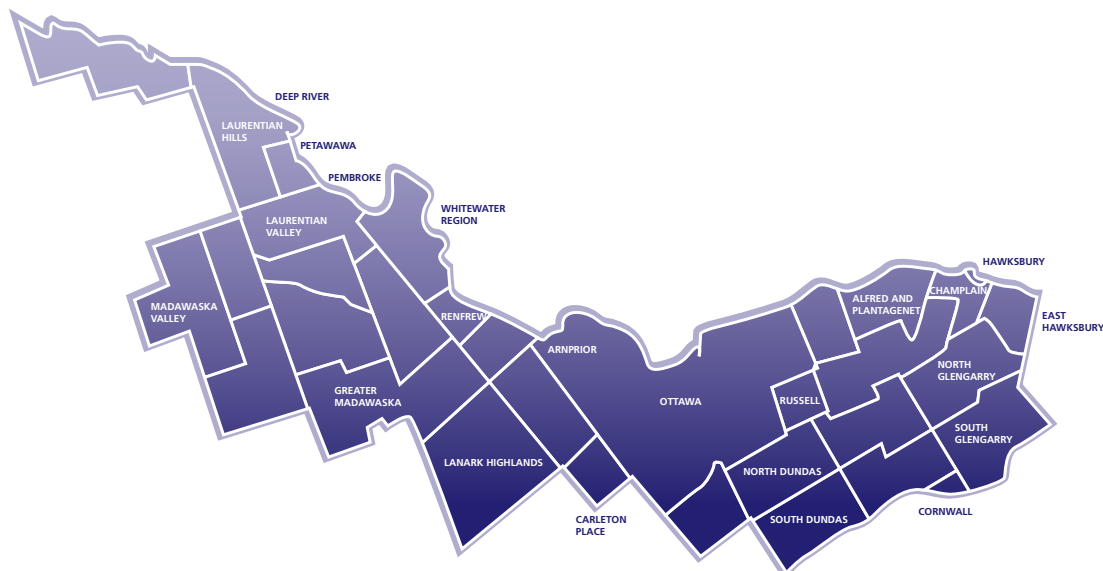 DEEP RIVER
LAURENTIAN
HILLS
PETAWAWA
PEMBROKE
WHITEWATER
REGION
LAURENTIAN
VALLEY
HAWKSBURY
CHAMPLAIN
ALFRED AND
PLANTAGENET
MADAWASKA
VALLEY
RENFREW
EAST
HAWKSBURY
ARNPRIOR
NORTH
GLENGARRY
GREATER
MADAWASKA
OTTAWA
RUSSELL
SOUTH
GLENGARRY
LANARK HIGHLANDS
NORTH DUNDAS
CARLETON
PLACE
SOUTH DUNDAS
CORNWALL